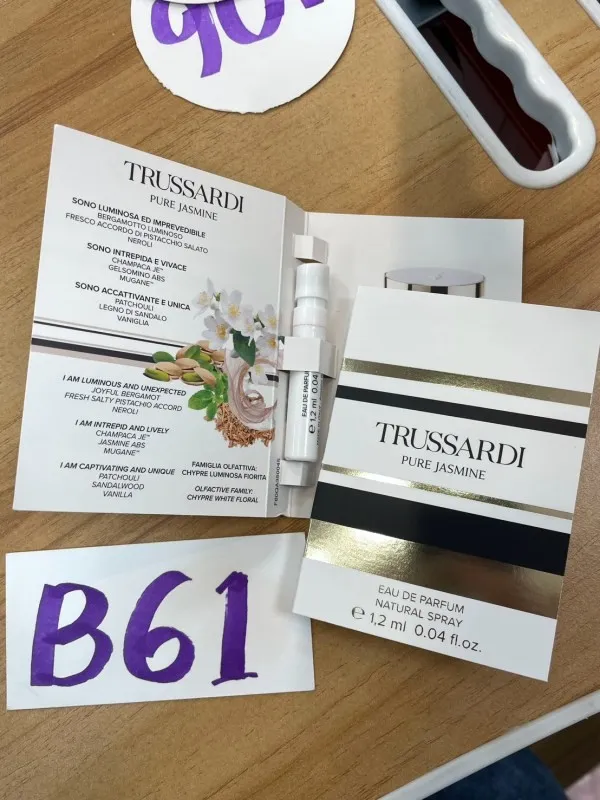 TRUSSARDI
PURE JASMINE
SONO LUMINOSA ED IMPREVEDIBILE
BERGAMOTTO LUMINOSO
FRESCO ACCORDO DI PISTACCHIO SALATO
NEROLI
SONO INTREPIDA E VIVACE
CHAMPACA JE™
GELSOMINO ABS
MUGANE™
SONO ACCATTIVANTE E UNICA
PATCHOULI
LEGNO DI SANDALO
VANIGLIA
I AM LUMINOUS AND UNEXPECTED
JOYFUL BERGAMOT
FRESH SALTY PISTACHIO ACCORD
NEROLI
I AM INTREPID AND LIVELY
CHAMPACA JE™
JASMINE ABS
MUGANE™
I AM CAPTIVATING AND UNIQUE
PATCHOULI
SANDALWOOD
VANILLA
FAMIGLIA OLFATTIVA:
CHYPRE LUMINOSA FIORITA
OLFACTIVE FAMILY:
CHYPRE WHITE FLORAL
EAU DE PARFUM
℮ 1,2 ml 0.04
TRUSSARDI
PURE JASMINE
EAU DE PARFUM
NATURAL SPRAY
℮ 1,2 ml 0.04 fl.oz.
B61